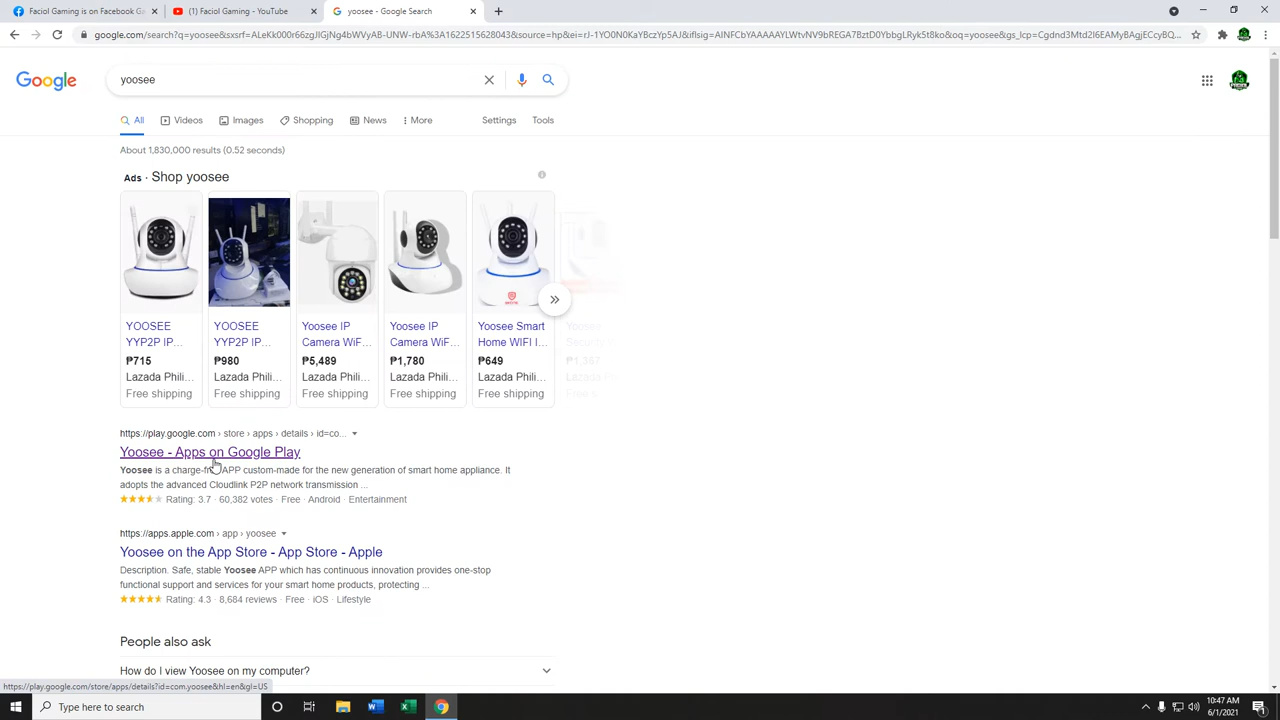 Faciol Gaming is on Facebook Ga
(1) Faciol Gaming - YouTube
yoosee - Google Search
google.com/search?q=yoosee&sxsrf=ALeKk000r66zgJlGjNg4bWVyAB-UNW-rbA%3A1622515628043&source=hp&ei=rJ-1YO0N0KaYBczYp5AJ&iflsig=AINFCbYAAAAAYLWtvNV9bREGA7BztD0YbbgLRyk5t8ko&oq=yoosee&gs_lcp=Cgdnd3Mtd2l6EAMyBAgjECcyBQ...
Google
yoosee
All
Videos
Images
Shopping
News
More
Settings
Tools
About 1,830,000 results (0.52 seconds)
Ads · Shop yoosee
YOOSEE YYP2P IP...
₱715
Lazada Phili...
Free shipping
YOOSEE YYP2P IP...
₱980
Lazada Phili...
Free shipping
Yoosee IP Camera WiF...
₱5,489
Lazada Phili...
Free shipping
Yoosee IP Camera WiF...
₱1,780
Lazada Phili...
Free shipping
Yoosee Smart Home WIFI I...
₱649
Lazada Phili...
Free shipping
https://play.google.com › store › apps › details › id=co...
Yoosee - Apps on Google Play
Yoosee is a charge-free APP custom-made for the new generation of smart home appliance. It
adopts the advanced Cloudlink P2P network transmission ...
Rating: 3.7 · 60,382 votes · Free · Android · Entertainment
https://apps.apple.com › app › yoosee
Yoosee on the App Store - App Store - Apple
Description. Safe, stable Yoosee APP which has continuous innovation provides one-stop
functional support and services for your smart home products, protecting ...
Rating: 4.3 · 8,684 reviews · Free · iOS · Lifestyle
People also ask
How do I view Yoosee on my computer?
https://play.google.com/store/apps/details?id=com.yoosee&hl=en&gl=US
Type here to search
10:47 AM
6/1/2021